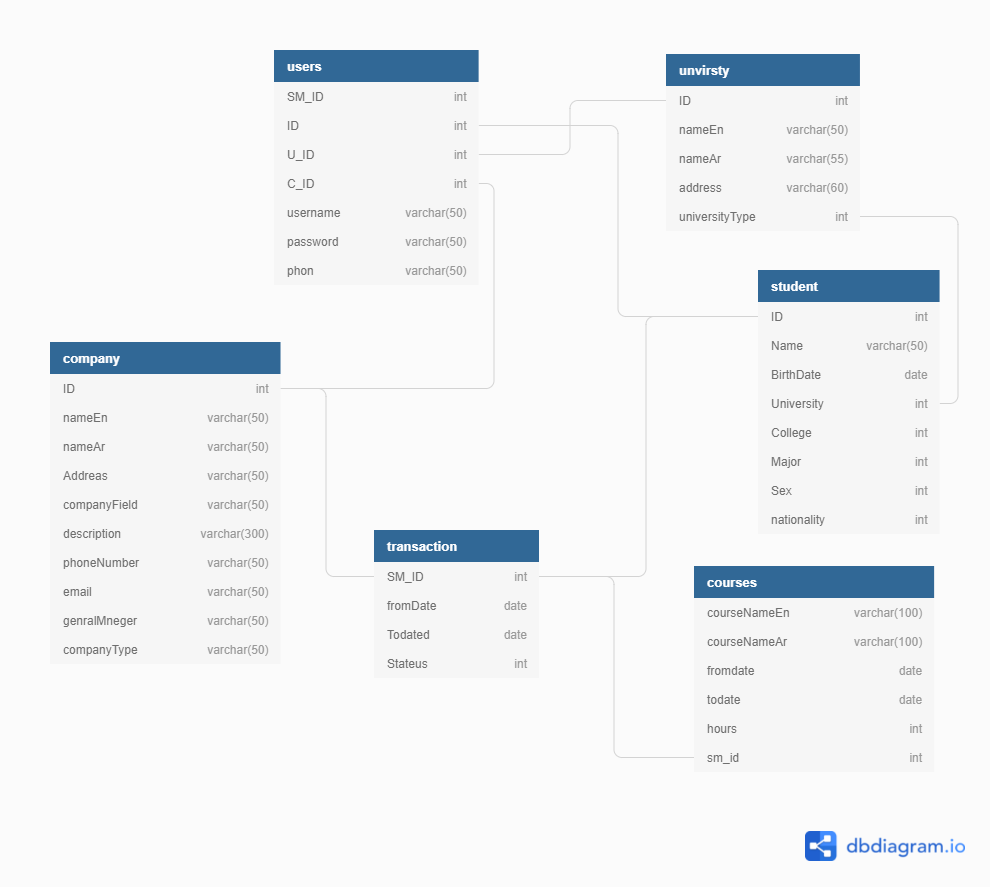 users
SM_ID int
ID int
U_ID int
C_ID int
username varchar(50)
password varchar(50)
phon varchar(50)
unvirsty
ID int
nameEn varchar(50)
nameAr varchar(55)
address varchar(60)
universityType int
student
ID int
Name varchar(50)
BirthDate date
University int
College int
Major int
Sex int
nationality int
company
ID int
nameEn varchar(50)
nameAr varchar(50)
Addreas varchar(50)
companyField varchar(50)
description varchar(300)
phoneNumber varchar(50)
email varchar(50)
genralMneger varchar(50)
companyType varchar(50)
transaction
SM_ID int
fromDate date
Todated date
Stateus int
courses
courseNameEn varchar(100)
courseNameAr varchar(100)
fromdate date
todate date
hours int
sm_id int
dbdiagram.io